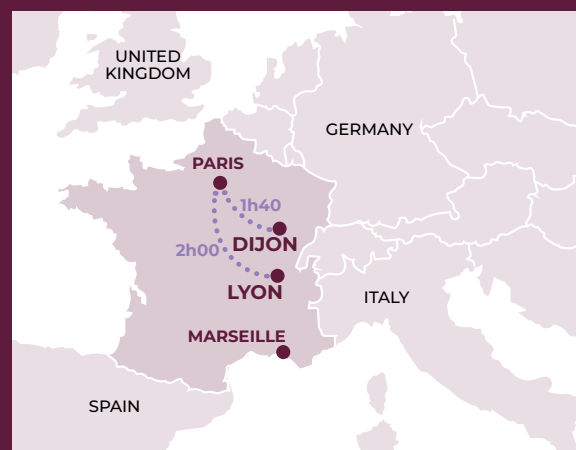 UNITED
KINGDOM
GERMANY
PARIS
1h40
DIJON
2h00
LYON
ITALY
MARSEILLE
SPAIN